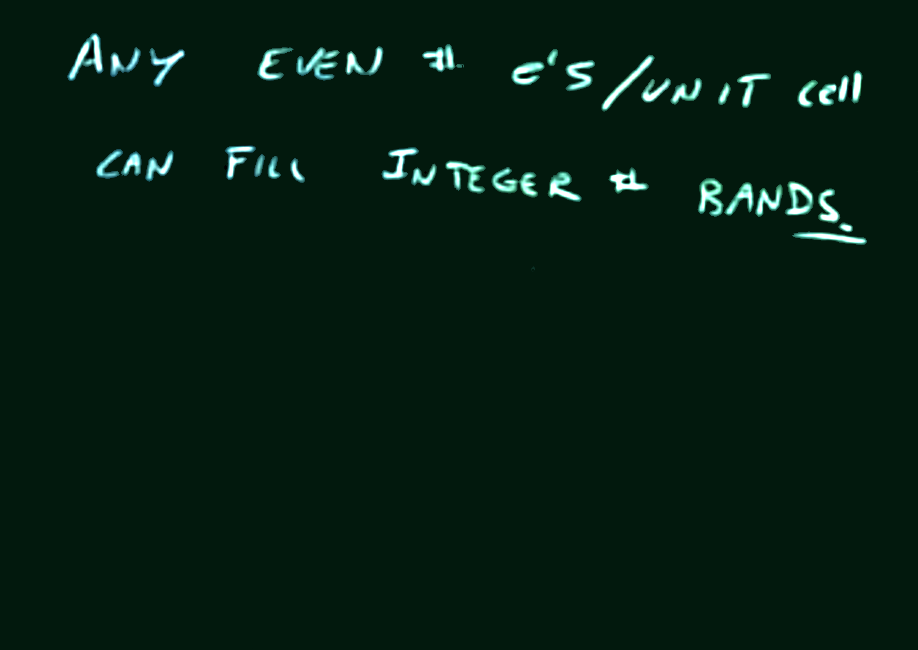 ANY EVEN # e'S/UNIT cell
CAN FILL INTEGER # BANDS.